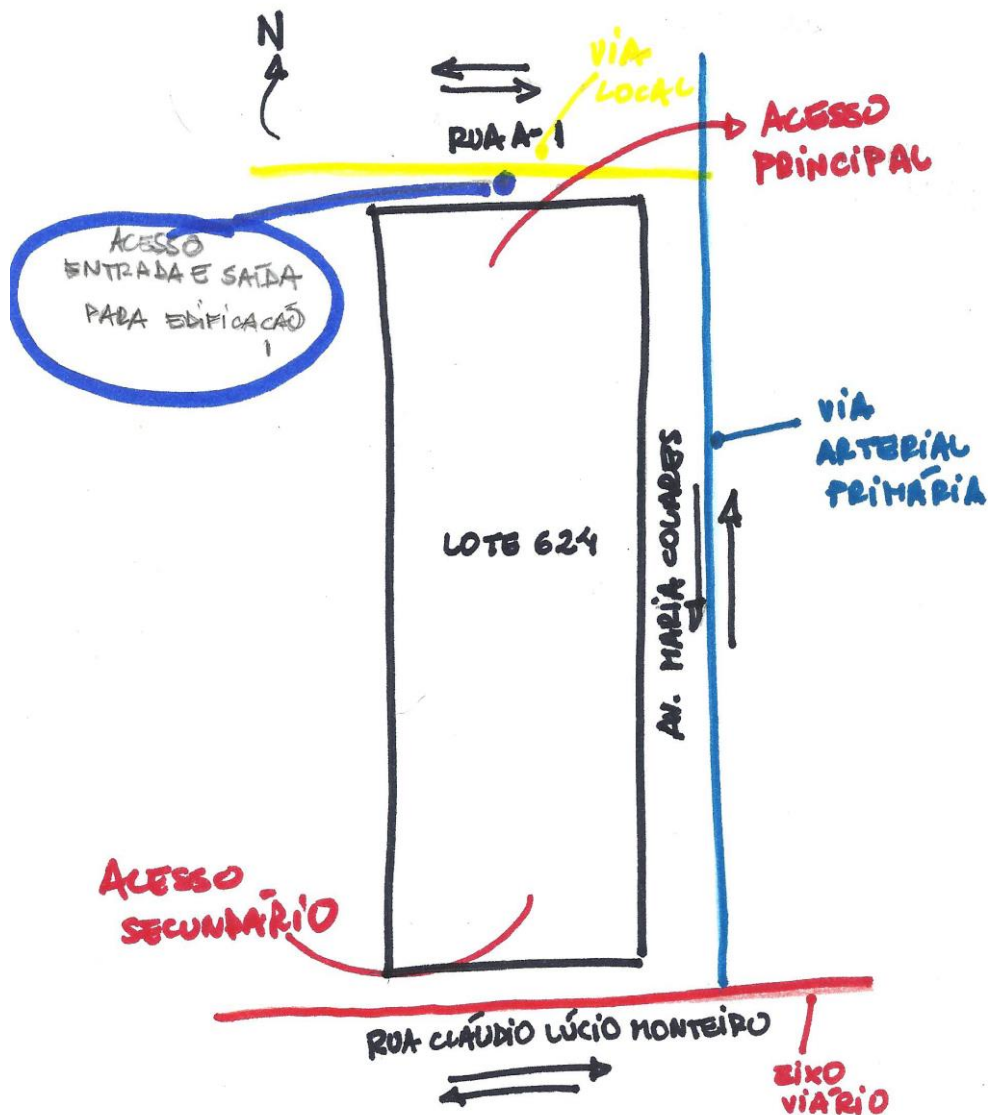 N
VIA
LOCAL
RUA A-1
ACESSO
PRINCIPAL
ACESSO
ENTRADA E SAÍDA
PARA EDIFICACAÕ
1
VIA
ARTERIAL
PRIMÁRIA
LOTE 624
AV. MARIA COLARES
ACESSO
SECUNDÁRIO
RUA CLÁUDIO LÚCIO MONTEIRO
EIXO
VIÁRIO